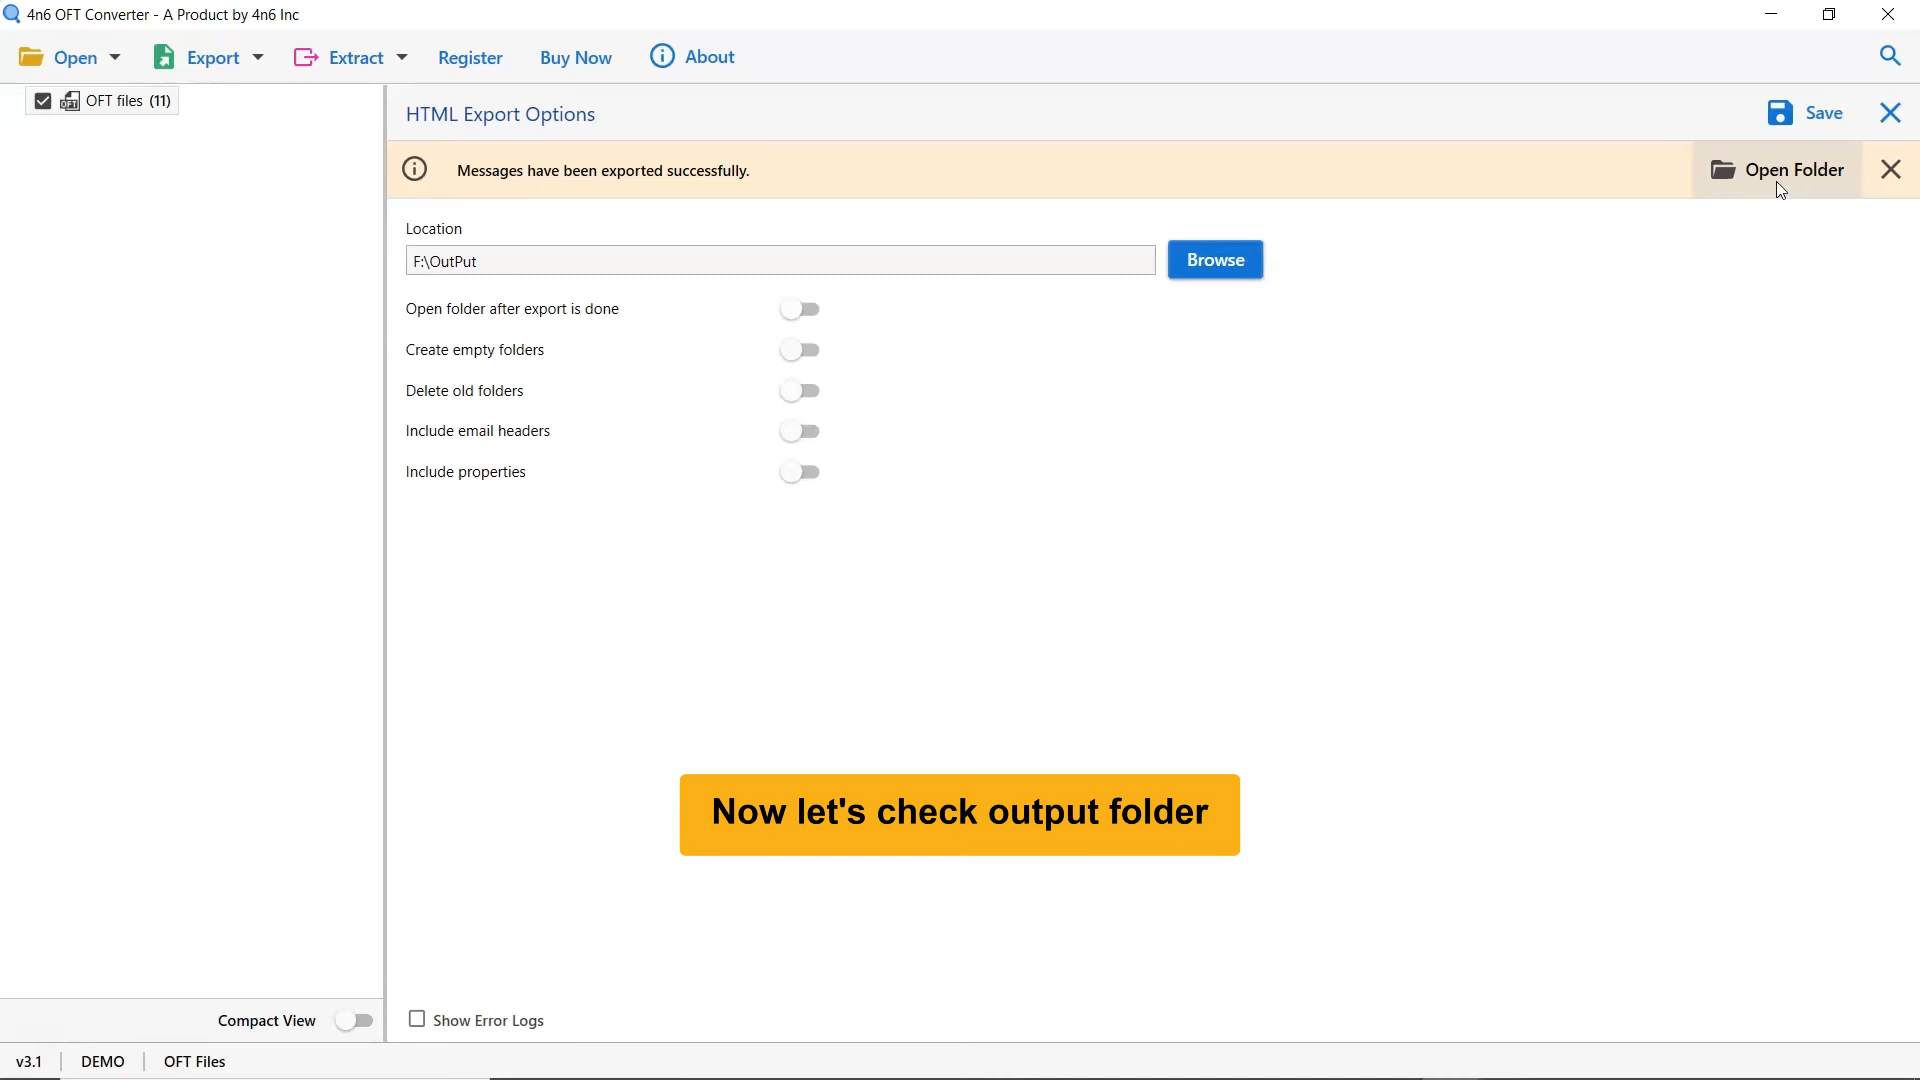 4n6 OFT Converter - A Product by 4n6 Inc
Open Export Extract Register Buy Now About
OFT OFT files (11)
HTML Export Options Save
Messages have been exported successfully. Open Folder
Location
F:\OutPut Browse
Open folder after export is done
Create empty folders
Delete old folders
Include email headers
Include properties
Now let's check output folder
Compact View Show Error Logs
v3.1 DEMO OFT Files